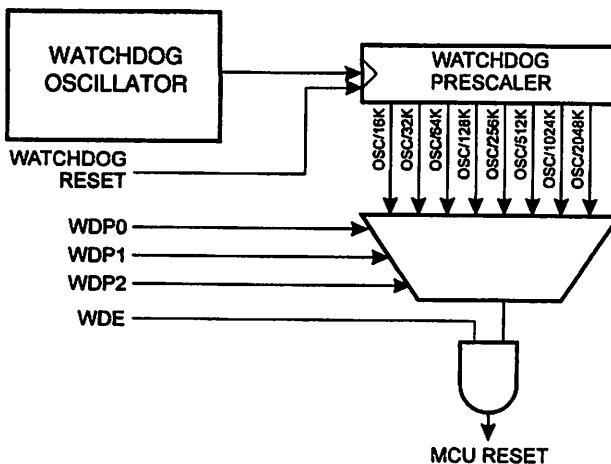 WATCHDOG
OSCILLATOR
WATCHDOG
PRESCALER
OSC/16K
OSC/32K
OSC/64K
OSC/128K
OSC/256K
OSC/512K
OSC/1024K
OSC/2048K
WATCHDOG
RESET
WDP0
WDP1
WDP2
WDE
MCU RESET